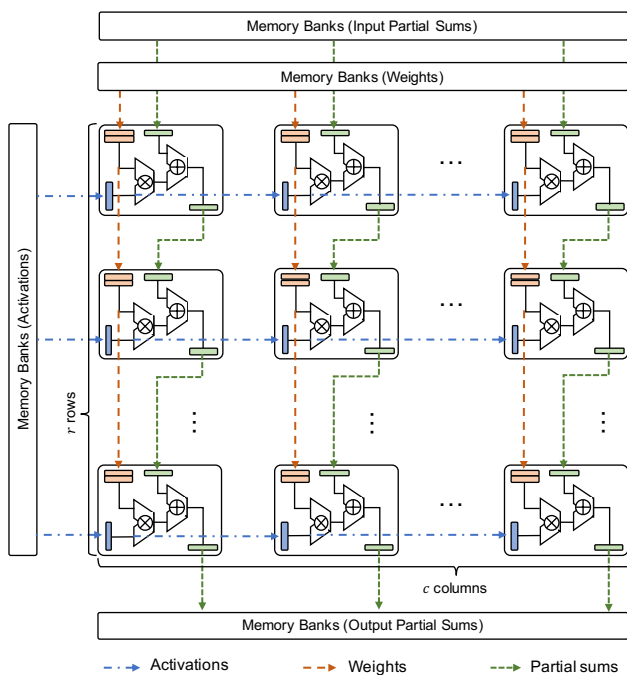 Memory Banks (Input Partial Sums)
Memory Banks (Weights)
Memory Banks (Activations)
r rows
...
...
...
...
...
...
c columns
Memory Banks (Output Partial Sums)
Activations
Weights
Partial sums